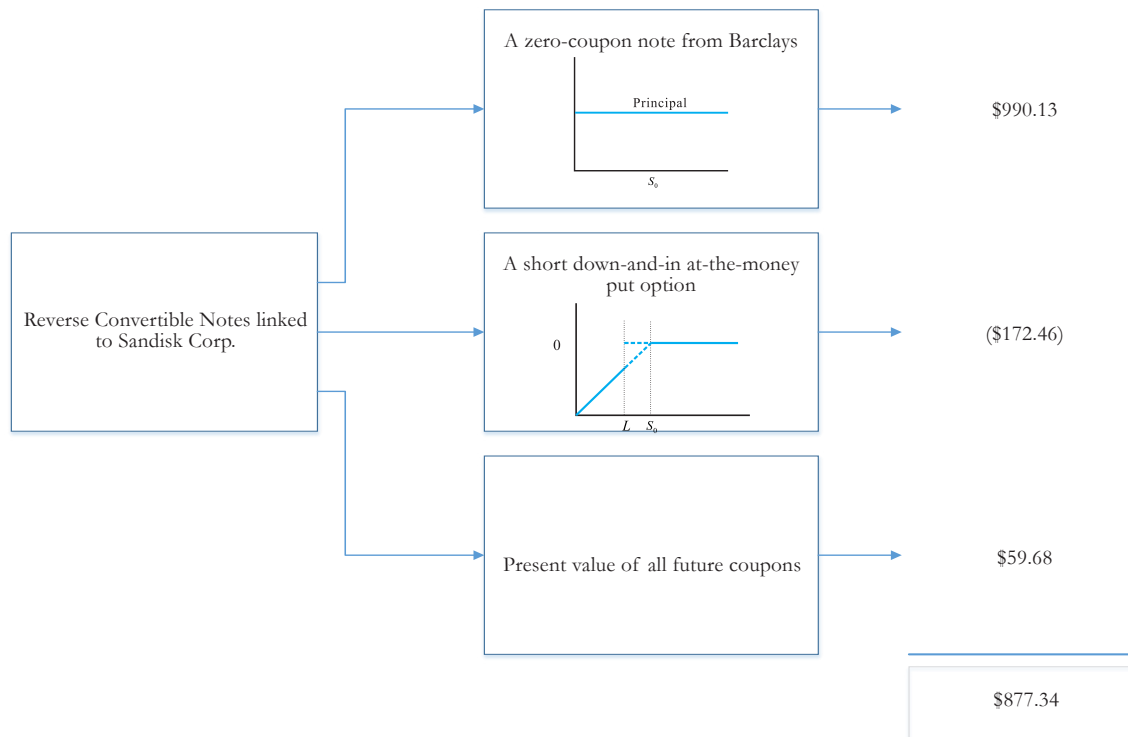 A zero-coupon note from Barclays
Principal
S₀
$990.13
Reverse Convertible Notes linked
to Sandisk Corp.
A short down-and-in at-the-money
put option
0
L S₀
($172.46)
Present value of all future coupons
$59.68
$877.34